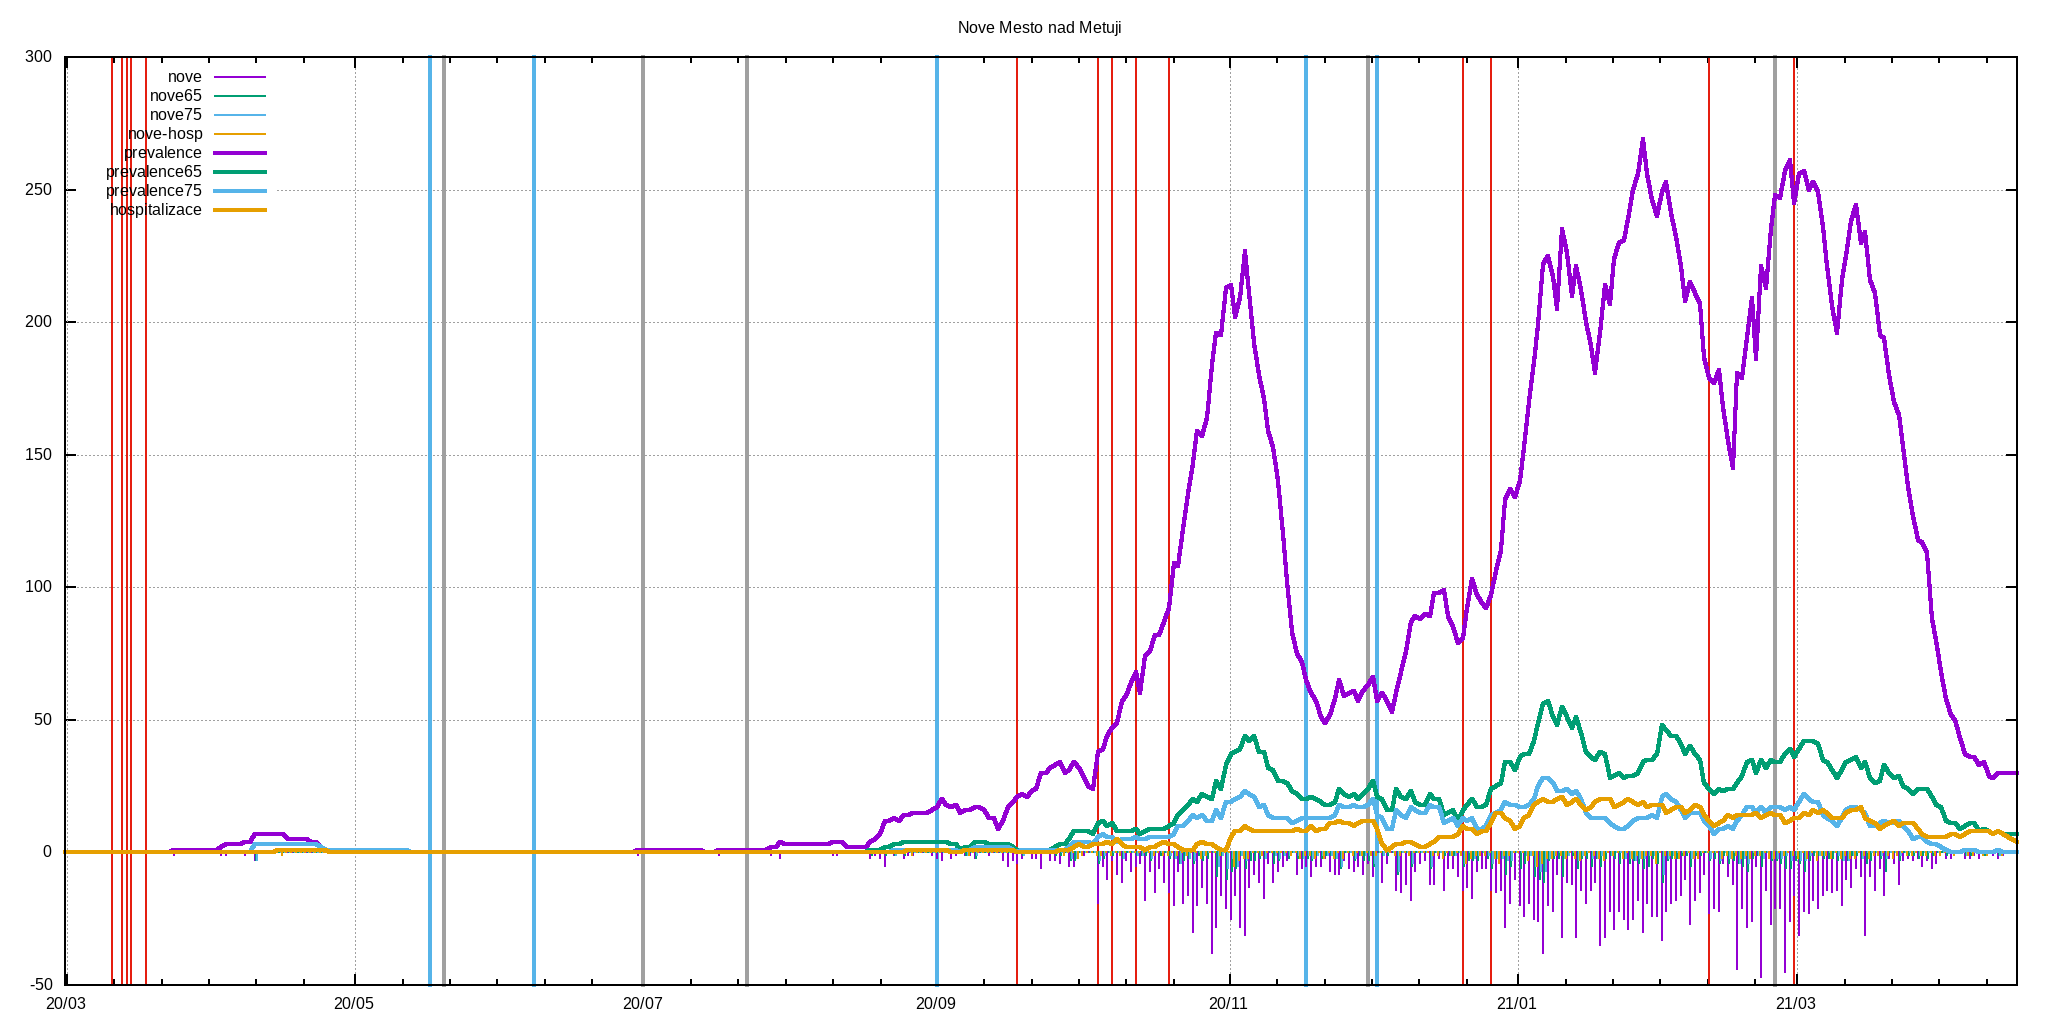 Nove Mesto nad Metuji
300
250
200
150
100
50
0
-50
nove
nove65
nove75
nove-hosp
prevalence
prevalence65
prevalence75
hospitalizace
20/03
20/05
20/07
20/09
20/11
21/01
21/03